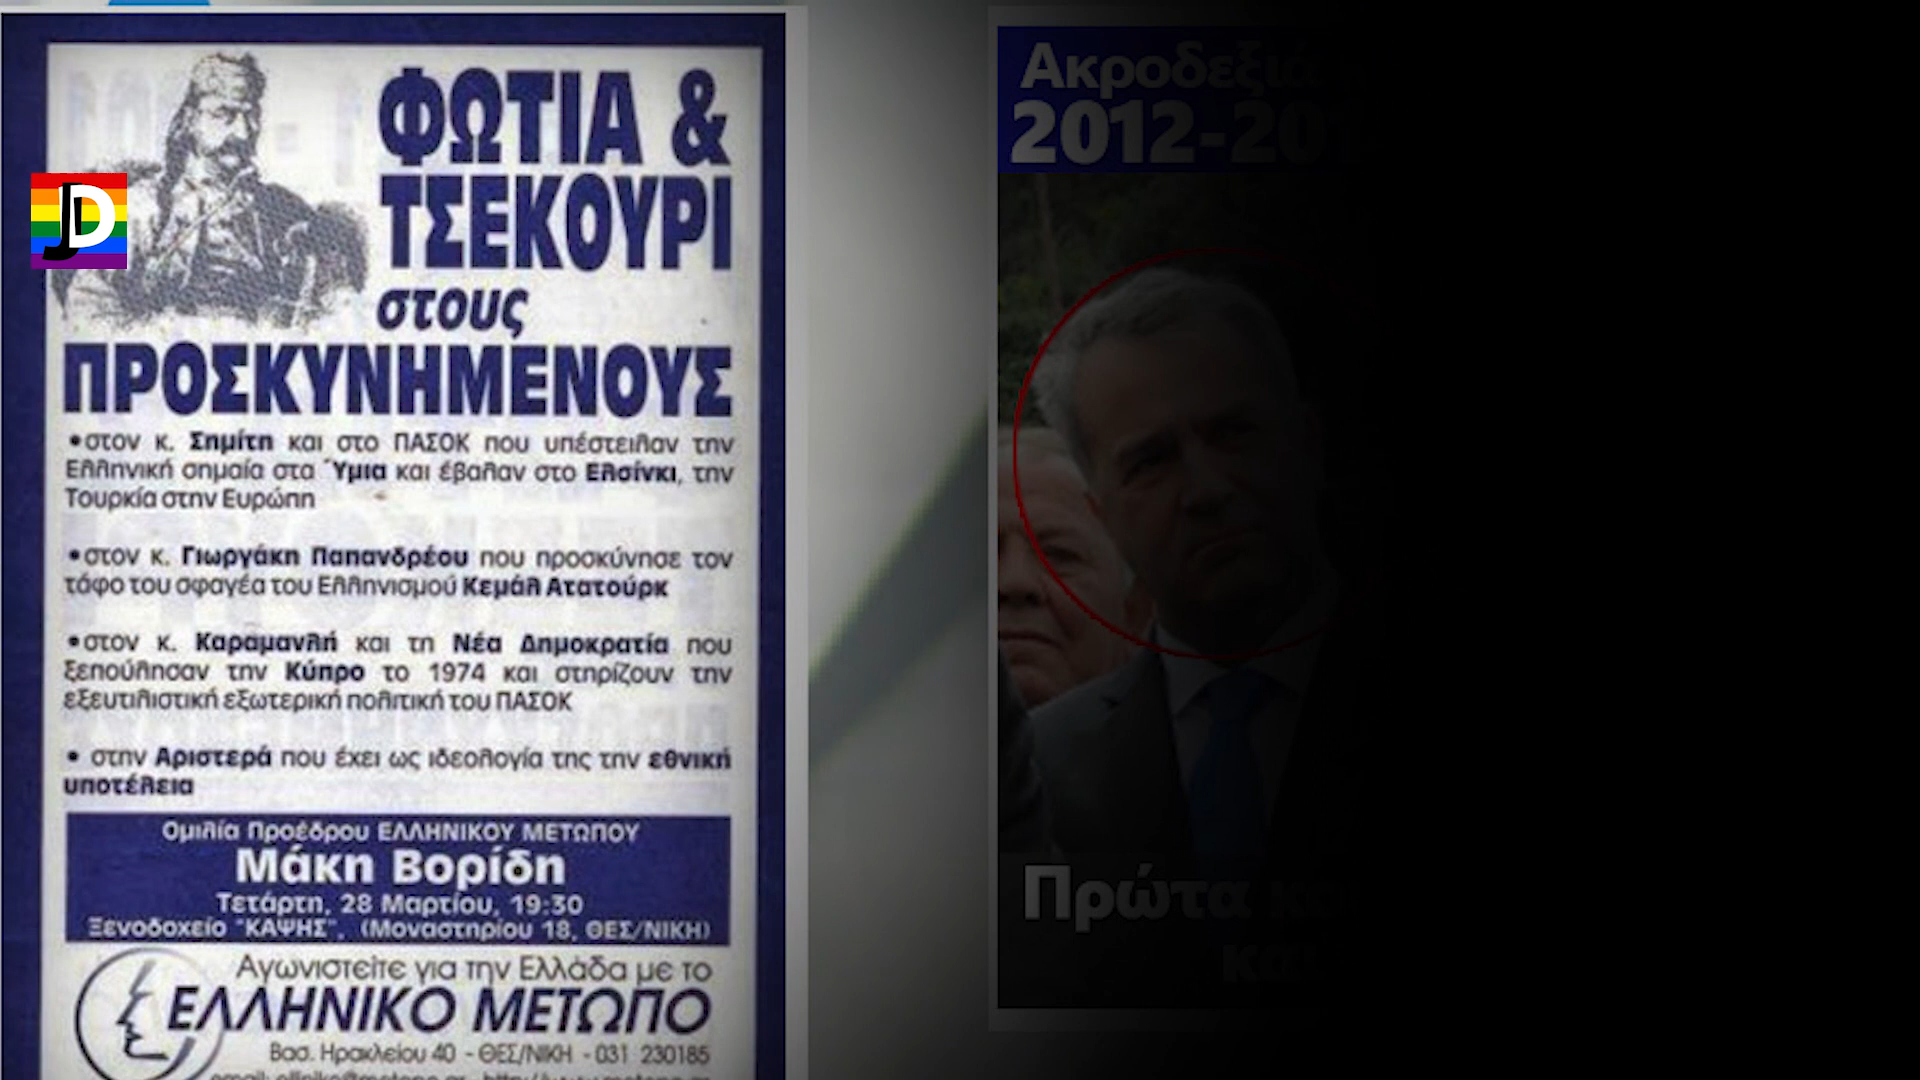 JD
ΦΩΤΙΑ &
ΤΣΕΚΟΥΡΙ
στους
ΠΡΟΣΚΥΝΗΜΕΝΟΥΣ
•στον κ. Σημίτη και στο ΠΑΣΟΚ που υπέστειλαν την
Ελληνική σημαία στα Ύμια και έβαλαν στο Ελσίνκι, την
Τουρκία στην Ευρώπη
•στον κ. Γιωργάκη Παπανδρέου που προσκύνησε τον
τάφο του σφαγέα του Ελληνισμού Κεμάλ Ατατούρκ
•στον κ. Καραμανλή και τη Νέα Δημοκρατία που
ξεπούλησαν την Κύπρο το 1974 και στηρίζουν την
εξευτιλιστική εξωτερική πολιτική του ΠΑΣΟΚ
• στην Αριστερά που έχει ως ιδεολογία της την εθνική
υποτέλεια
Ομιλία Προέδρου ΕΛΛΗΝΙΚΟΥ ΜΕΤΩΠΟΥ
Μάκη Βορίδη
Τετάρτη, 28 Μαρτίου, 19:30
Ξενοδοχείο "ΚΑΨΗΣ", (Μοναστηρίου 18, ΘΕΣ/ΝΙΚΗ)
Αγωνιστείτε για την Ελλάδα με το
ΕΛΛΗΝΙΚΟ ΜΕΤΩΠΟ
Βασ. Ηρακλείου 40 - ΘΕΣ/ΝΙΚΗ - 031 230185
Ακροδεξιά
2012-201
Πρώτα
και